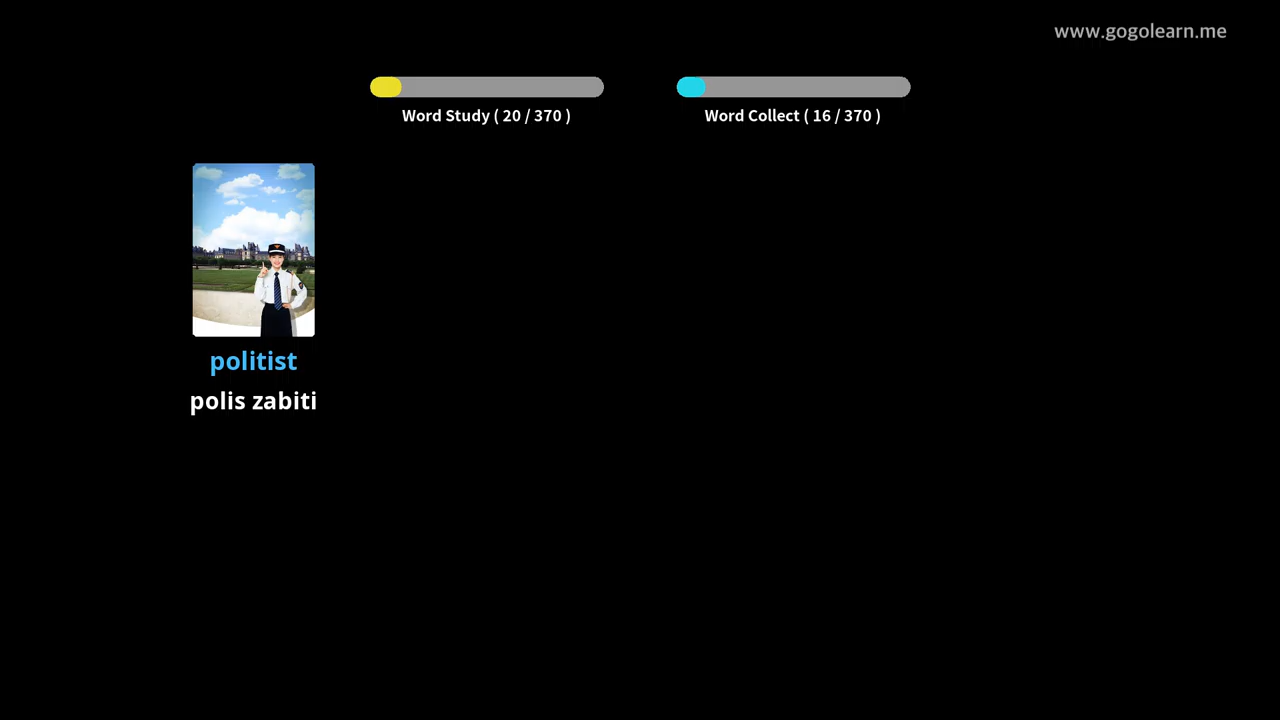 www.gogolearn.me
Word Study ( 20 / 370 )
Word Collect ( 16 / 370 )
politist
polis zabiti